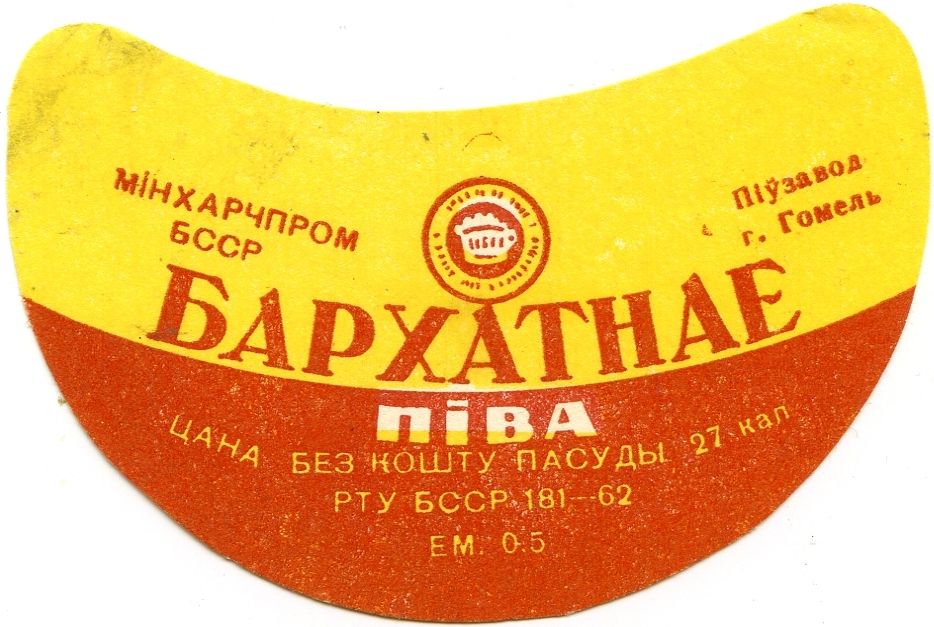 МІНХАРЧПРОМ
БССР
Піўзавод
г. Гомель
БАРХАТНАЕ
ПІВА
ЦАНА БЕЗ КОШТУ ПАСУДЫ 27 кап
РТУ БССР 181-62
ЕМ. 0.5